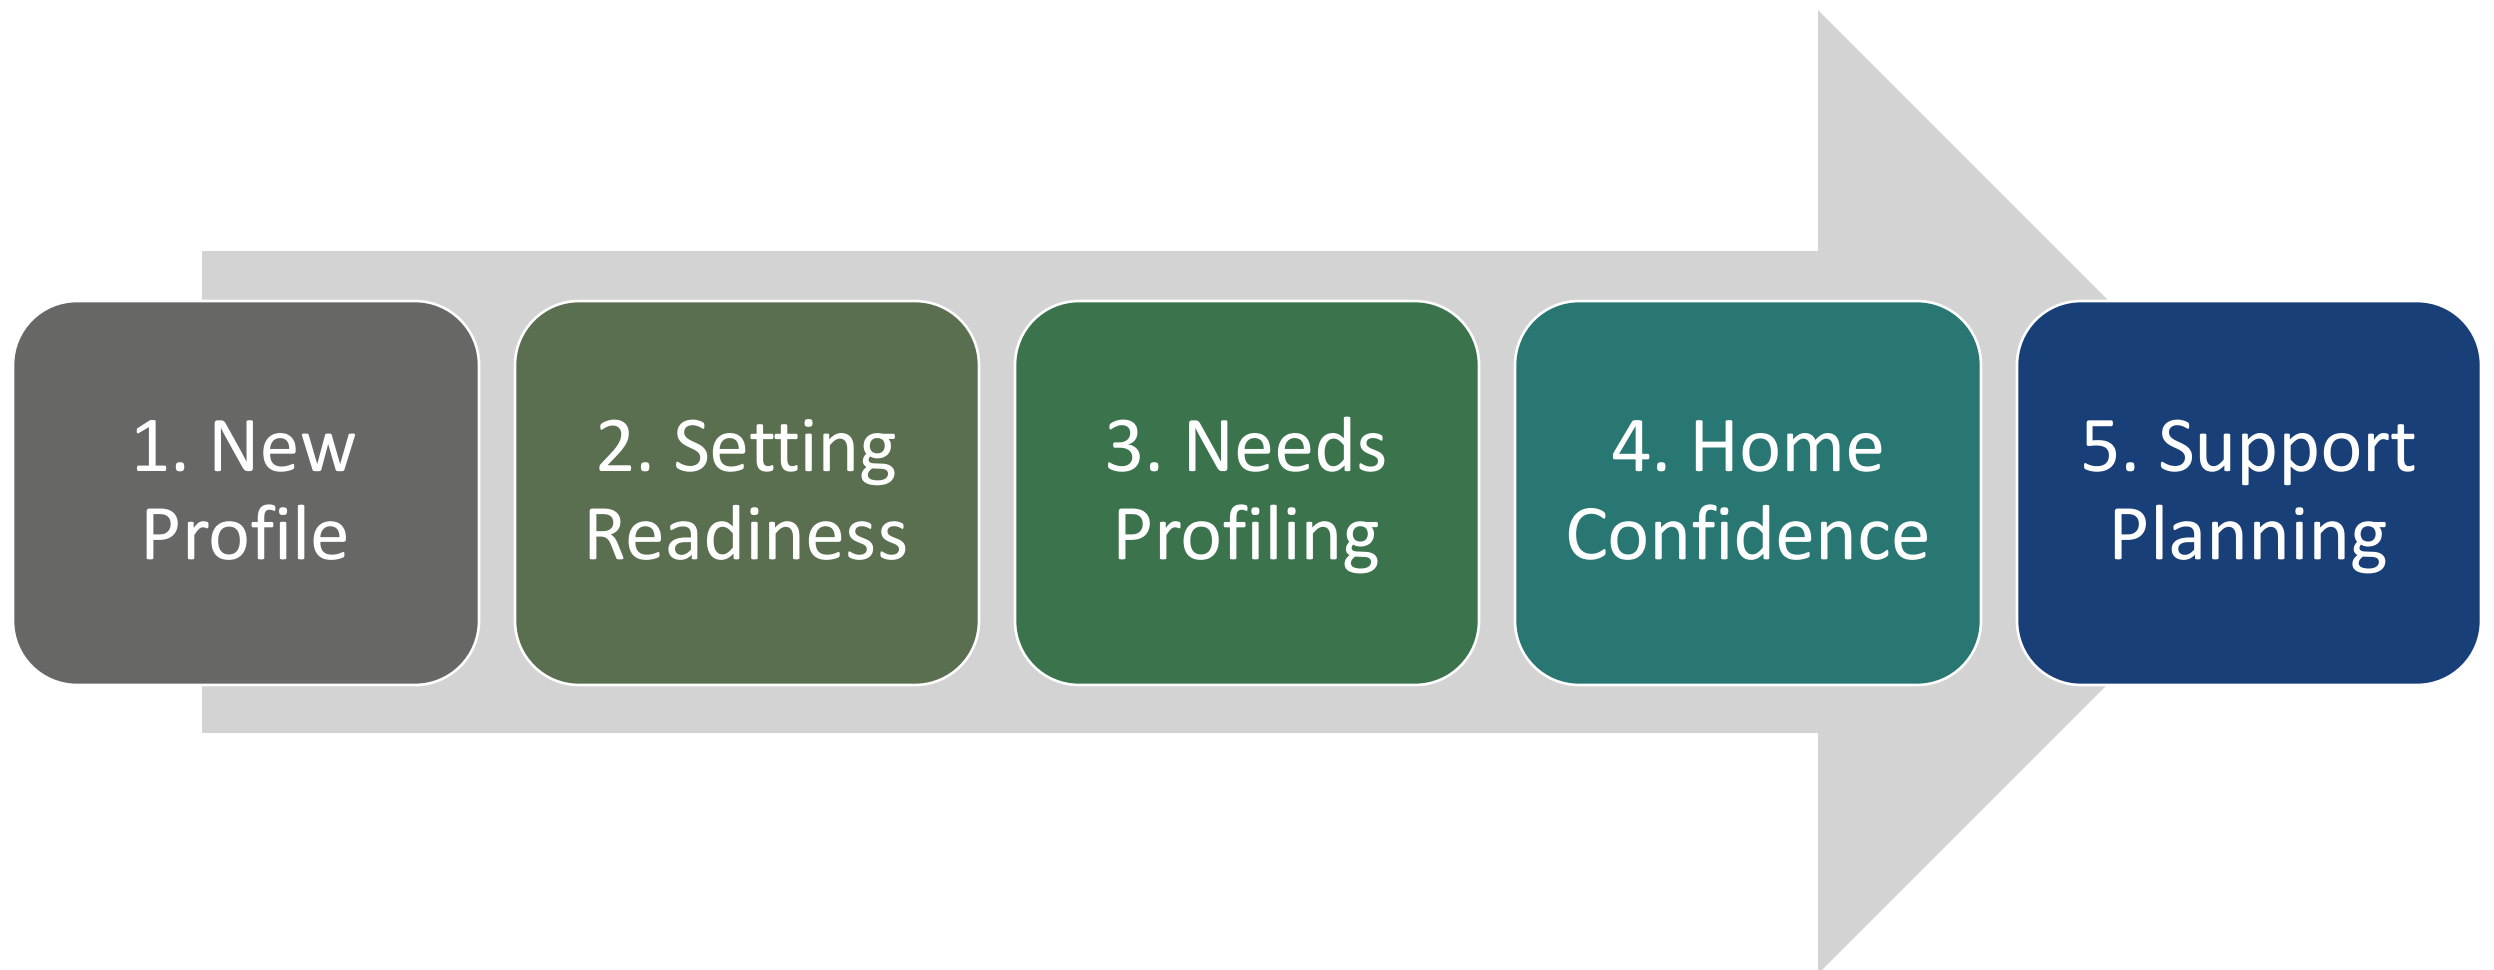 1. New
Profile
2. Setting
Readiness
3. Needs
Profiling
4. Home
Confidence
5. Support
Planning